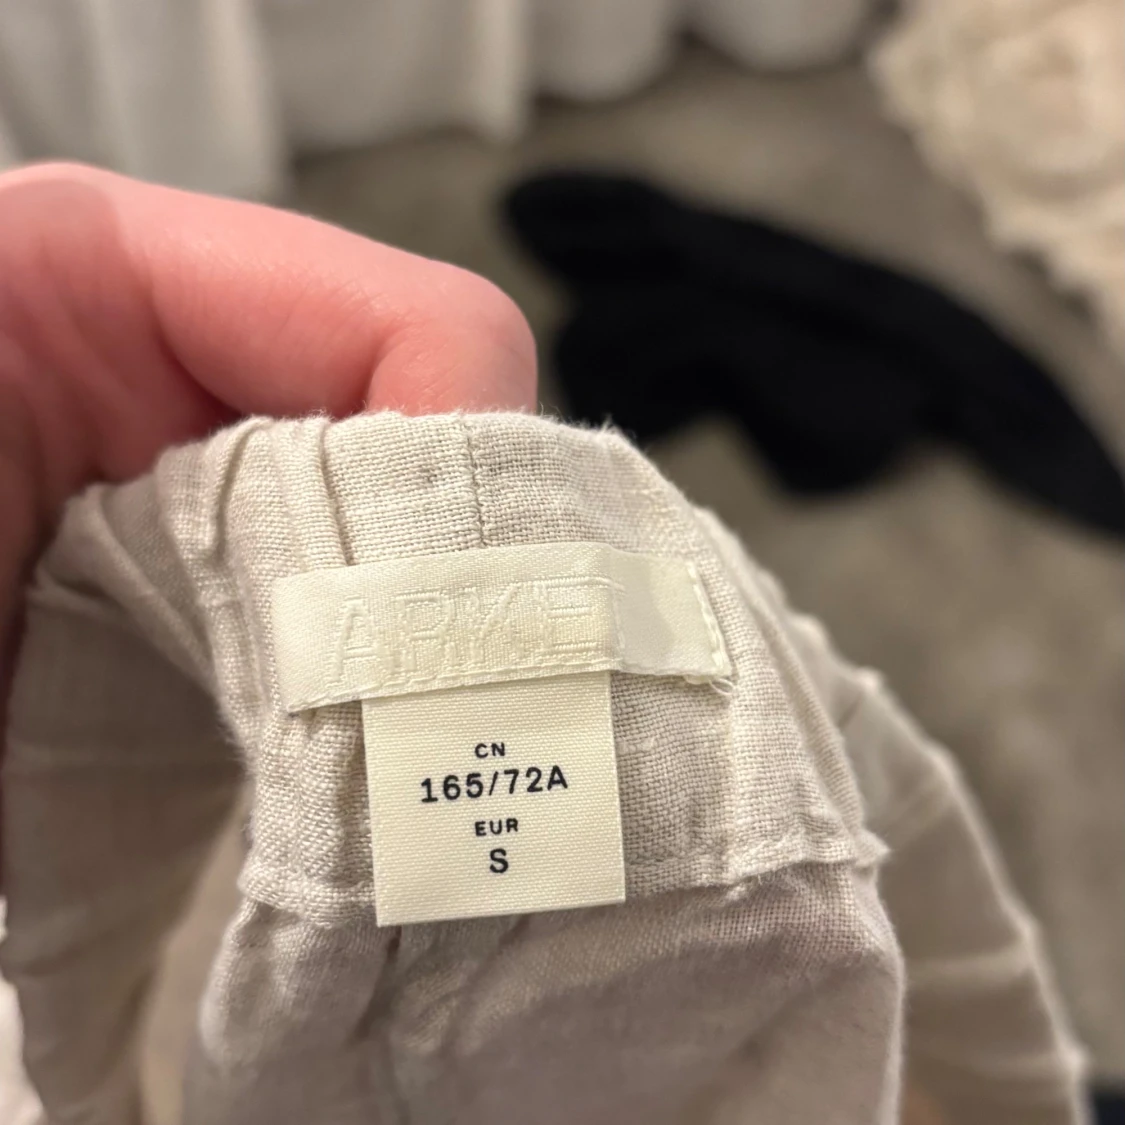 ARKET
CN
165/72A
EUR
S